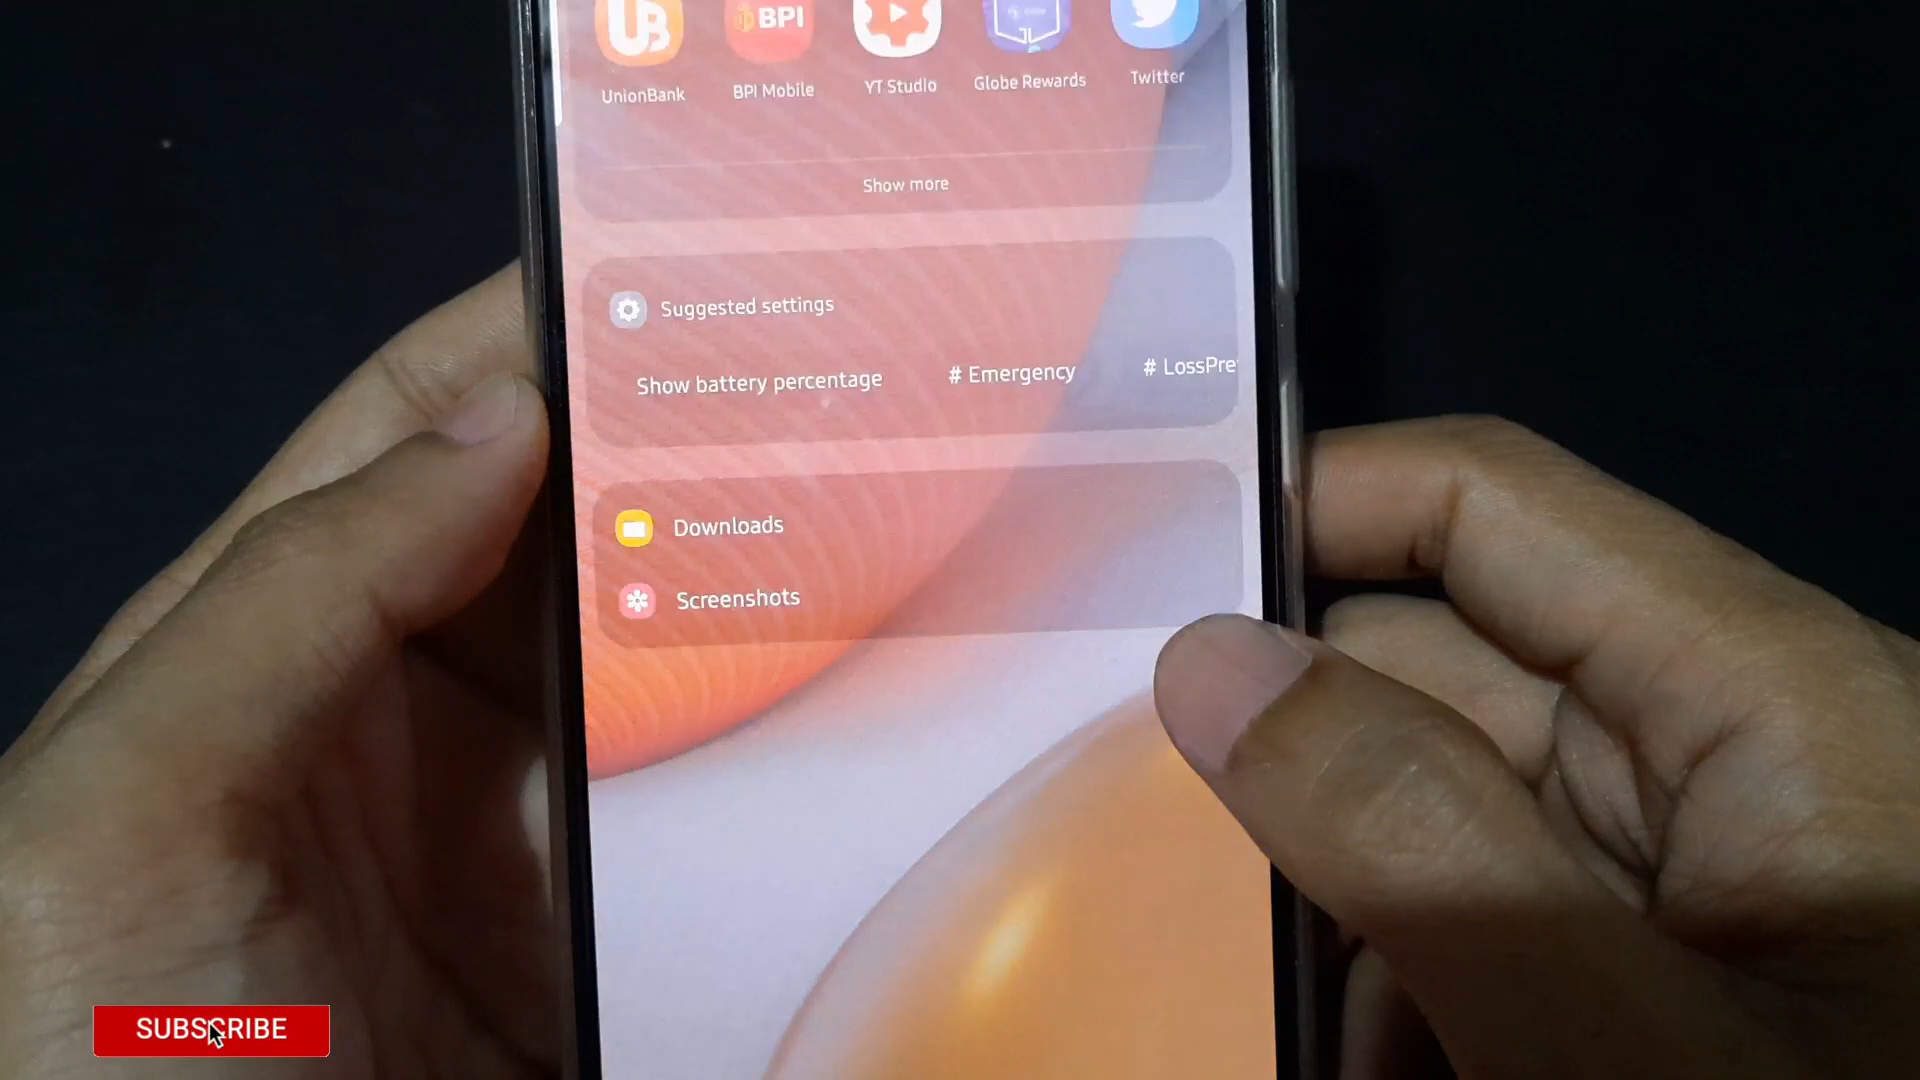 UB
BPI
UnionBank
BPI Mobile
YT Studio
Globe Rewards
Twitter
Show more
Suggested settings
Show battery percentage
# Emergency
# LossPre
Downloads
Screenshots
SUBSCRIBE